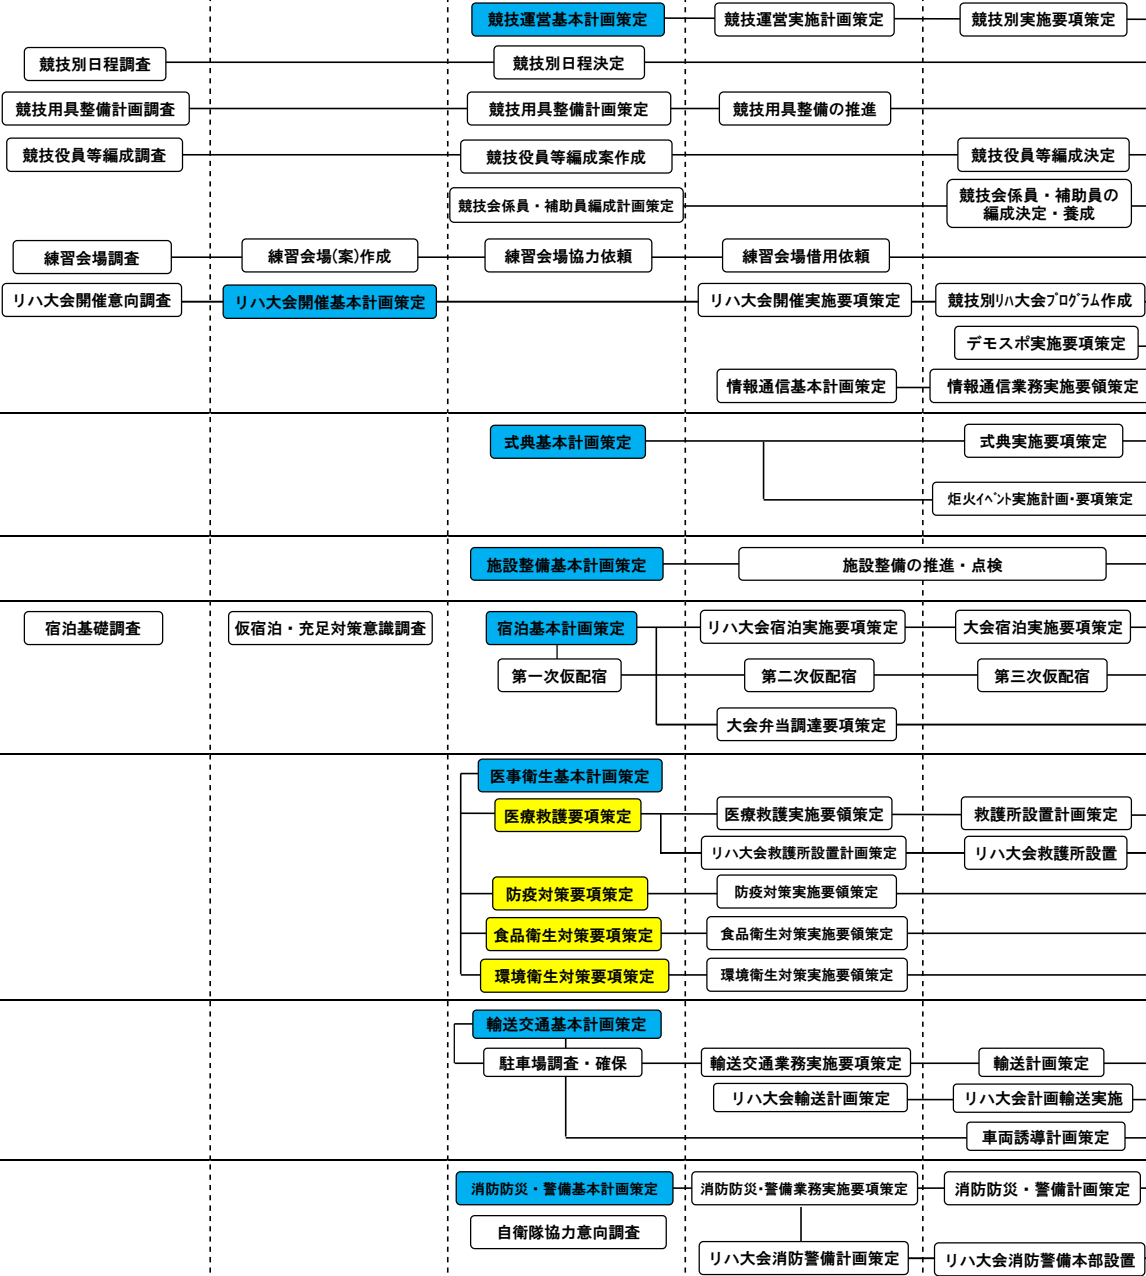 競技運営基本計画策定
競技運営実施計画策定
競技別実施要項策定
競技別日程調査
競技別日程決定
競技用具整備計画調査
競技用具整備計画策定
競技用具整備の推進
競技役員等編成調査
競技役員等編成案作成
競技役員等編成決定
競技会係員・補助員編成計画策定
競技会係員・補助員の
編成決定・養成
練習会場調査
練習会場(案)作成
練習会場協力依頼
練習会場借用依頼
リハ大会開催意向調査
リハ大会開催基本計画策定
リハ大会開催実施要項策定
競技別ﾘﾊ大会ﾌﾟﾛｸﾞﾗﾑ作成
デモスポ実施要項策定
情報通信基本計画策定
情報通信業務実施要領策定
式典基本計画策定
式典実施要項策定
炬火ｲﾍﾞﾝﾄ実施計画･要項策定
施設整備基本計画策定
施設整備の推進・点検
宿泊基礎調査
仮宿泊・充足対策意識調査
宿泊基本計画策定
リハ大会宿泊実施要項策定
大会宿泊実施要項策定
第一次仮配宿
第二次仮配宿
第三次仮配宿
大会弁当調達要項策定
医事衛生基本計画策定
医療救護要項策定
医療救護実施要領策定
救護所設置計画策定
リハ大会救護所設置計画策定
リハ大会救護所設置
防疫対策要項策定
防疫対策実施要領策定
食品衛生対策要項策定
食品衛生対策実施要領策定
環境衛生対策要項策定
環境衛生対策実施要領策定
輸送交通基本計画策定
駐車場調査・確保
輸送交通業務実施要項策定
輸送計画策定
リハ大会輸送計画策定
リハ大会計画輸送実施
車両誘導計画策定
消防防災・警備基本計画策定
消防防災･警備業務実施要項策定
消防防災・警備計画策定
自衛隊協力意向調査
リハ大会消防警備計画策定
リハ大会消防警備本部設置